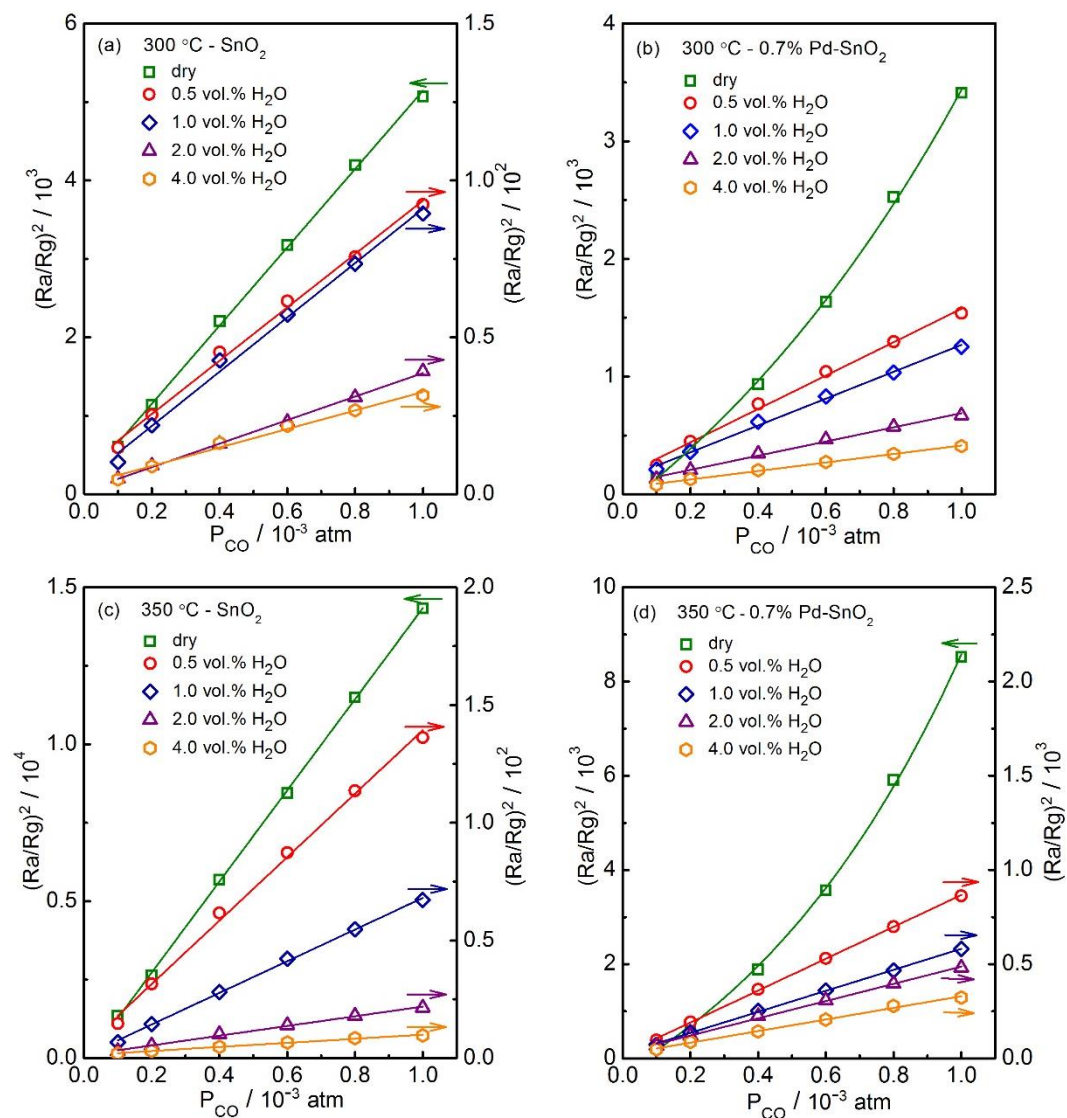 (a) 300 °C - SnO₂
dry
0.5 vol.% H₂O
1.0 vol.% H₂O
2.0 vol.% H₂O
4.0 vol.% H₂O
6
4
2
0
(Ra/Rg)² / 10³
1.5
1.0
0.5
0.0
(Ra/Rg)² / 10²
0.0 0.2 0.4 0.6 0.8 1.0
P_CO / 10⁻³ atm
(b) 300 °C - 0.7% Pd-SnO₂
dry
0.5 vol.% H₂O
1.0 vol.% H₂O
2.0 vol.% H₂O
4.0 vol.% H₂O
4
3
2
1
0
(Ra/Rg)² / 10³
0.0 0.2 0.4 0.6 0.8 1.0
P_CO / 10⁻³ atm
(c) 350 °C - SnO₂
dry
0.5 vol.% H₂O
1.0 vol.% H₂O
2.0 vol.% H₂O
4.0 vol.% H₂O
1.5
1.0
0.5
0.0
(Ra/Rg)² / 10⁴
2.0
1.5
1.0
0.5
0.0
(Ra/Rg)² / 10²
0.0 0.2 0.4 0.6 0.8 1.0
P_CO / 10⁻³ atm
(d) 350 °C - 0.7% Pd-SnO₂
dry
0.5 vol.% H₂O
1.0 vol.% H₂O
2.0 vol.% H₂O
4.0 vol.% H₂O
10
8
6
4
2
0
(Ra/Rg)² / 10³
2.5
2.0
1.5
1.0
0.5
0.0
(Ra/Rg)² / 10³
0.0 0.2 0.4 0.6 0.8 1.0
P_CO / 10⁻³ atm